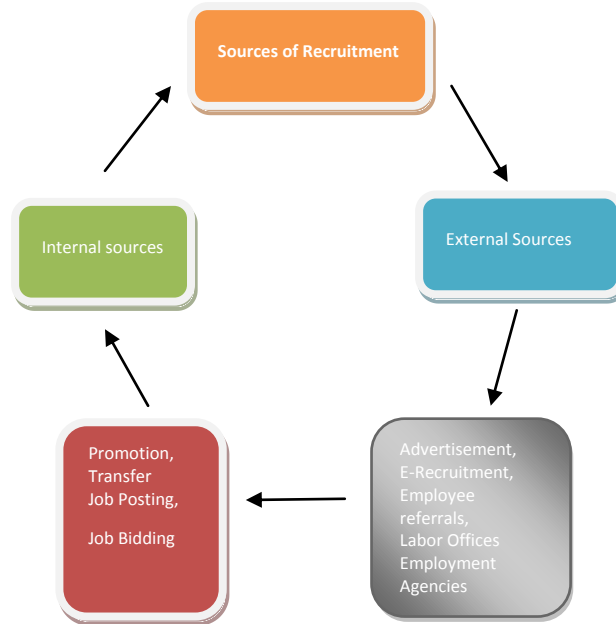 Sources of Recruitment
Internal sources
External Sources
Promotion,
Transfer
Job Posting,
Job Bidding
Advertisement,
E-Recruitment,
Employee
referrals,
Labor Offices
Employment
Agencies